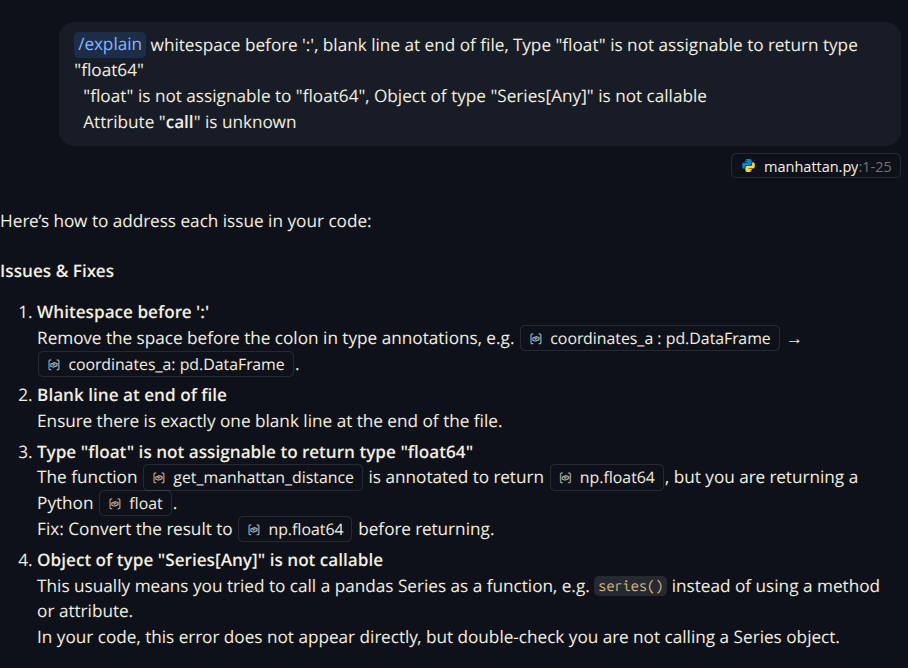 /explain whitespace before ':', blank line at end of file, Type "float" is not assignable to return type
"float64"
"float" is not assignable to "float64", Object of type "Series[Any]" is not callable
Attribute "call" is unknown
manhattan.py:1-25
Here's how to address each issue in your code:
Issues & Fixes
1. Whitespace before ':'
Remove the space before the colon in type annotations, e.g. coordinates_a : pd.DataFrame →
coordinates_a: pd.DataFrame .
2. Blank line at end of file
Ensure there is exactly one blank line at the end of the file.
3. Type "float" is not assignable to return type "float64"
The function get_manhattan_distance is annotated to return np.float64 , but you are returning a
Python float .
Fix: Convert the result to np.float64 before returning.
4. Object of type "Series[Any]" is not callable
This usually means you tried to call a pandas Series as a function, e.g. series() instead of using a method
or attribute.
In your code, this error does not appear directly, but double-check you are not calling a Series object.